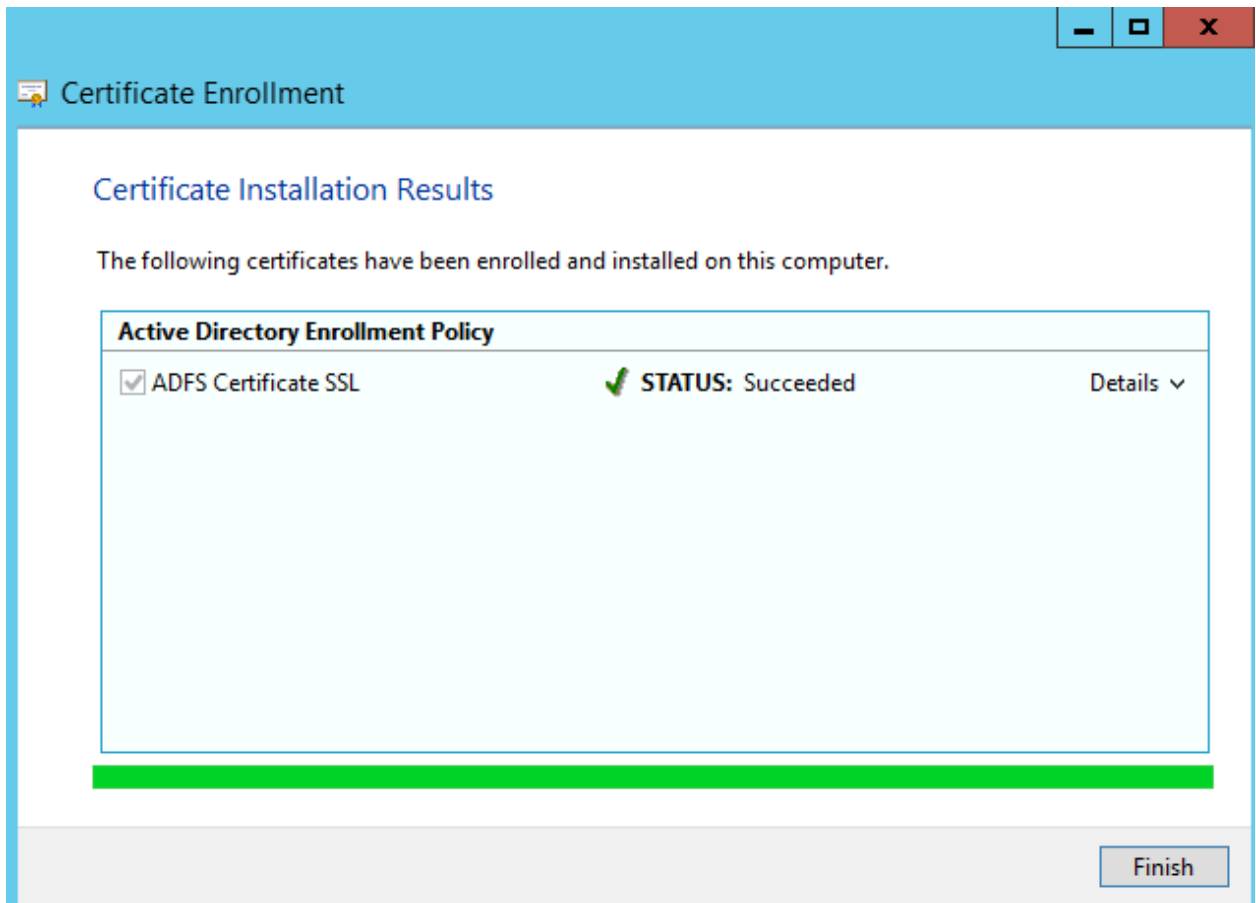 Certificate Enrollment
Certificate Installation Results
The following certificates have been enrolled and installed on this computer.
Active Directory Enrollment Policy
ADFS Certificate SSL STATUS: Succeeded Details
Finish